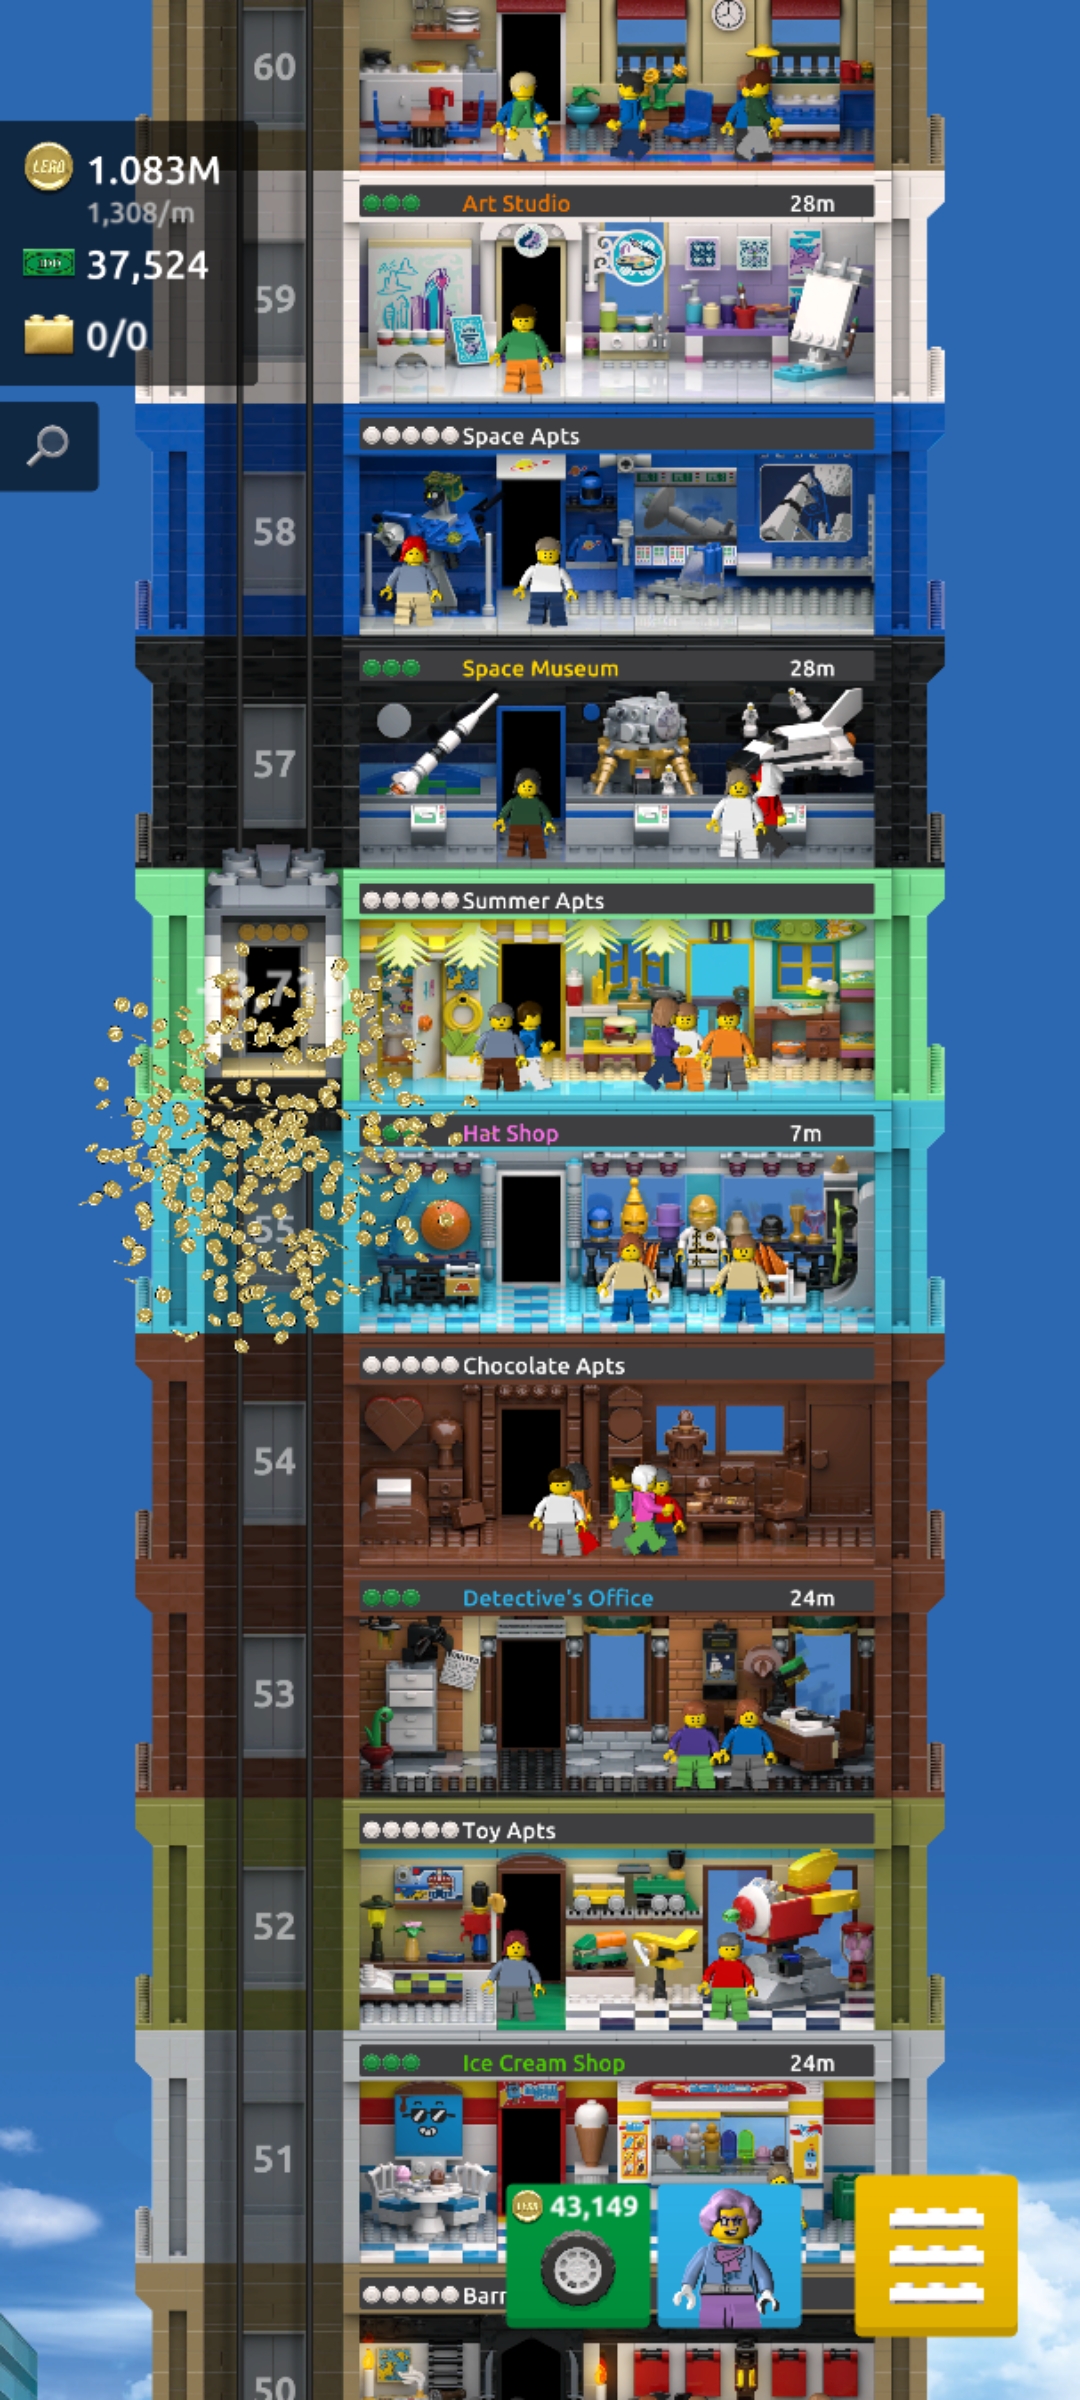 60
1.083M
1,308/m
37,524
0/0
Art Studio 28m
59
Space Apts
58
Space Museum 28m
57
Summer Apts
Hat Shop 7m
55
Chocolate Apts
54
Detective's Office 24m
53
Toy Apts
52
Ice Cream Shop 24m
51
43,149
Barr
50